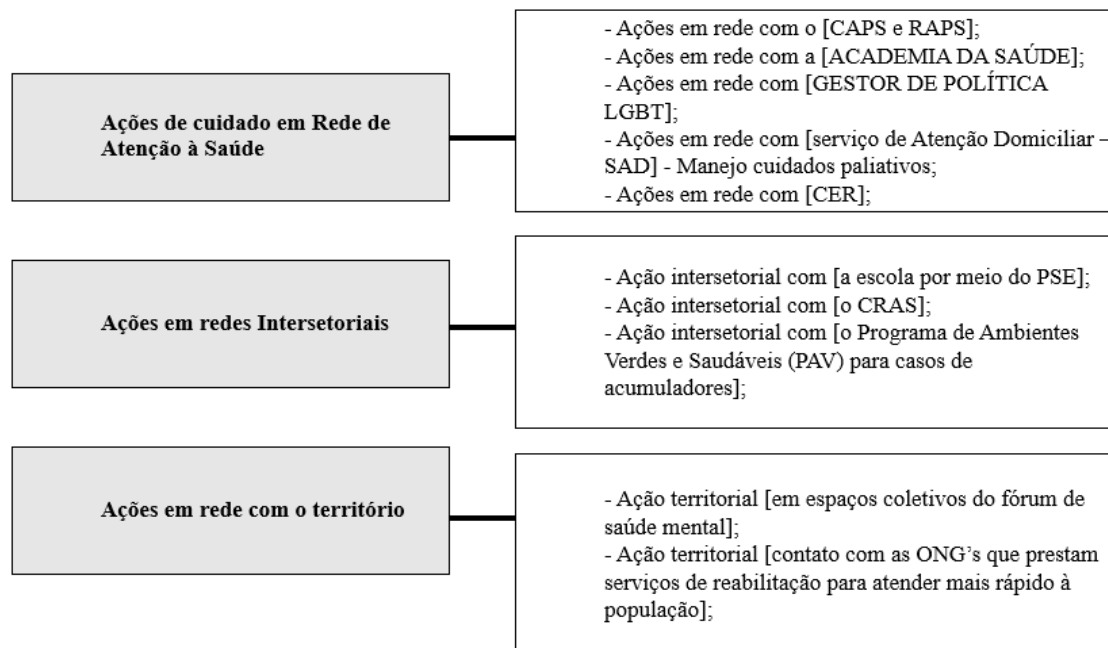 Ações de cuidado em Rede de
Atenção à Saúde
- Ações em rede com o [CAPS e RAPS];
- Ações em rede com a [ACADEMIA DA SAÚDE];
- Ações em rede com [GESTOR DE POLÍTICA
LGBT];
- Ações em rede com [serviço de Atenção Domiciliar –
SAD] - Manejo cuidados paliativos;
- Ações em rede com [CER];
Ações em redes Intersetoriais
- Ação intersetorial com [a escola por meio do PSE];
- Ação intersetorial com [o CRAS];
- Ação intersetorial com [o Programa de Ambientes
Verdes e Saudáveis (PAV) para casos de
acumuladores];
Ações em rede com o território
- Ação territorial [em espaços coletivos do fórum de
saúde mental];
- Ação territorial [contato com as ONG’s que prestam
serviços de reabilitação para atender mais rápido à
população];